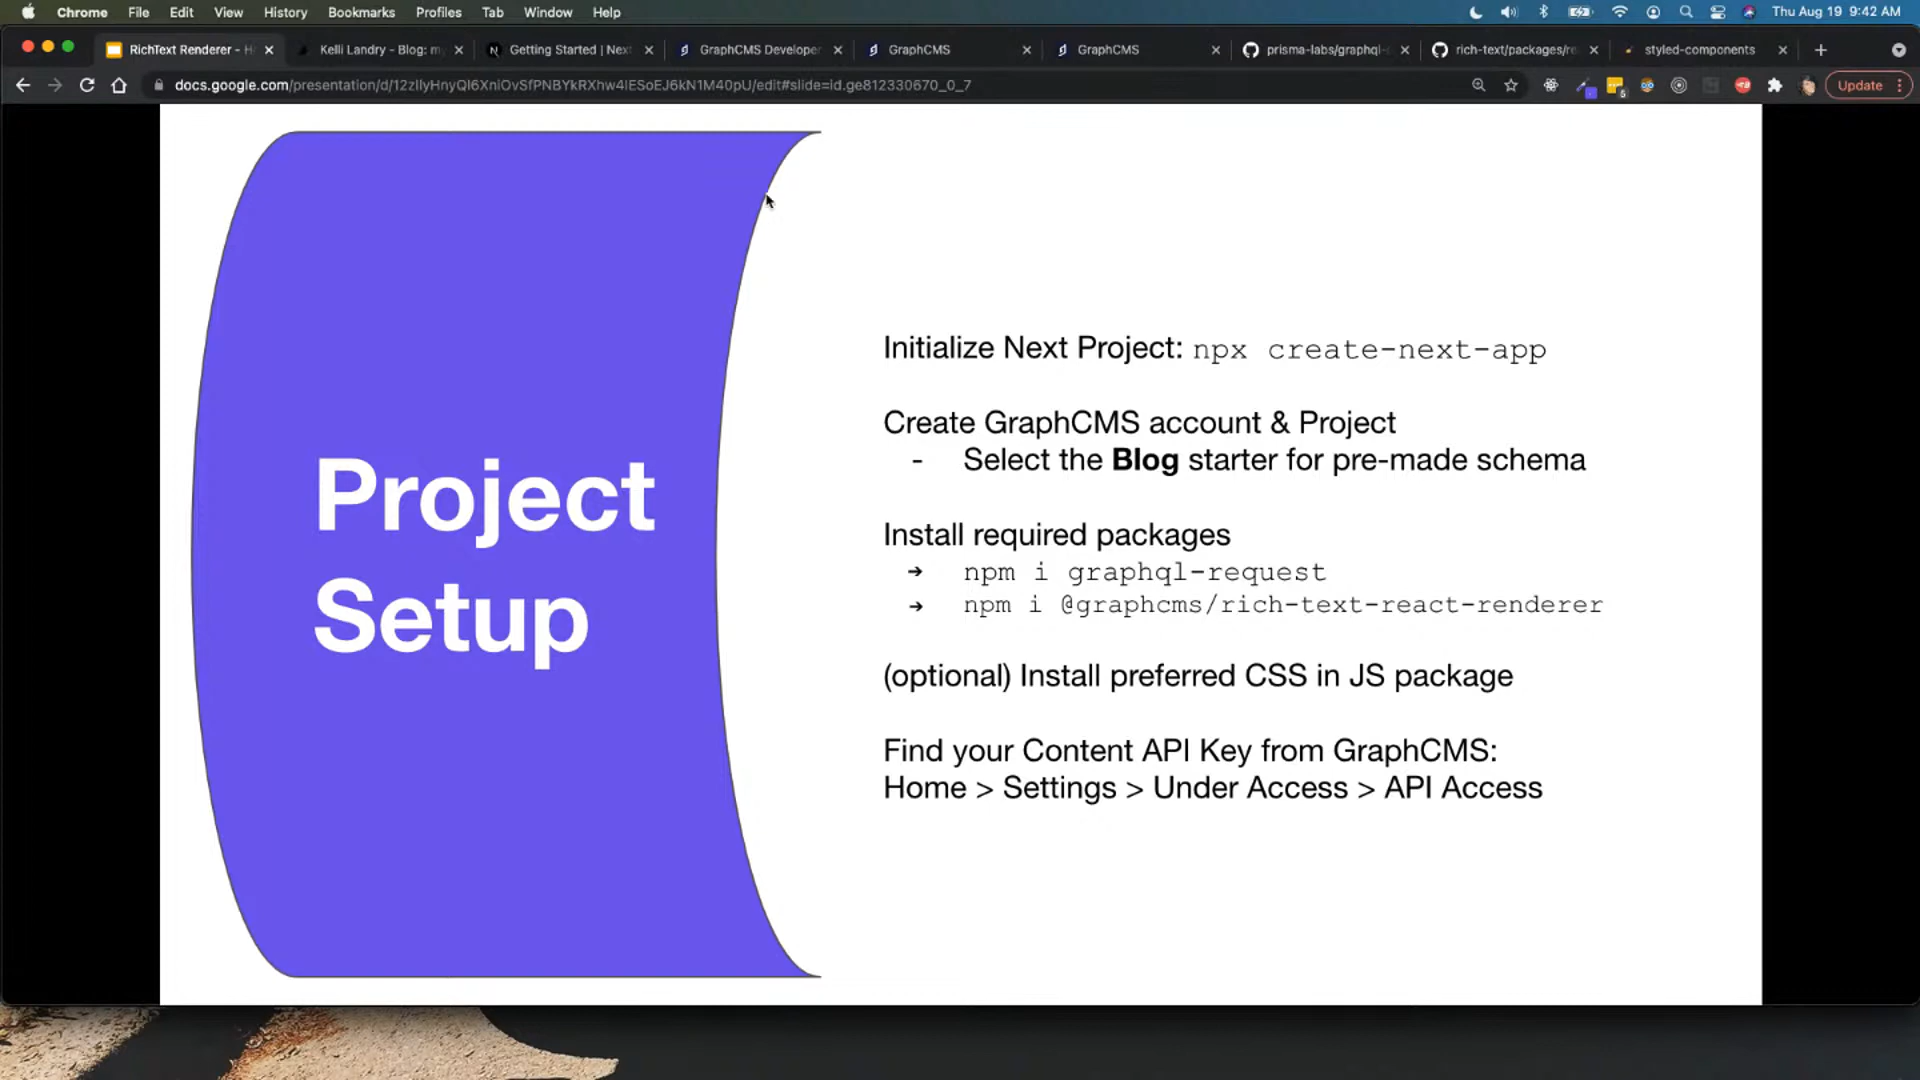 Chrome File Edit View History Bookmarks Profiles Tab Window Help
Thu Aug 19 9:42 AM
RichText Renderer - H
Kelli Landry - Blog: my
Getting Started | Next
GraphCMS Developer
GraphCMS
GraphCMS
prisma-labs/graphql-
rich-text/packages/re
styled-components
docs.google.com/presentation/d/12zIlyHnyQl6XniOvSfPNBYkRXhw4lESoEJ6kN1M40pU/edit#slide=id.ge812330670_0_7
5
Update
Project
Setup
Initialize Next Project: npx create-next-app
Create GraphCMS account & Project
- Select the Blog starter for pre-made schema
Install required packages
➔ npm i graphql-request
➔ npm i @graphcms/rich-text-react-renderer
(optional) Install preferred CSS in JS package
Find your Content API Key from GraphCMS:
Home > Settings > Under Access > API Access